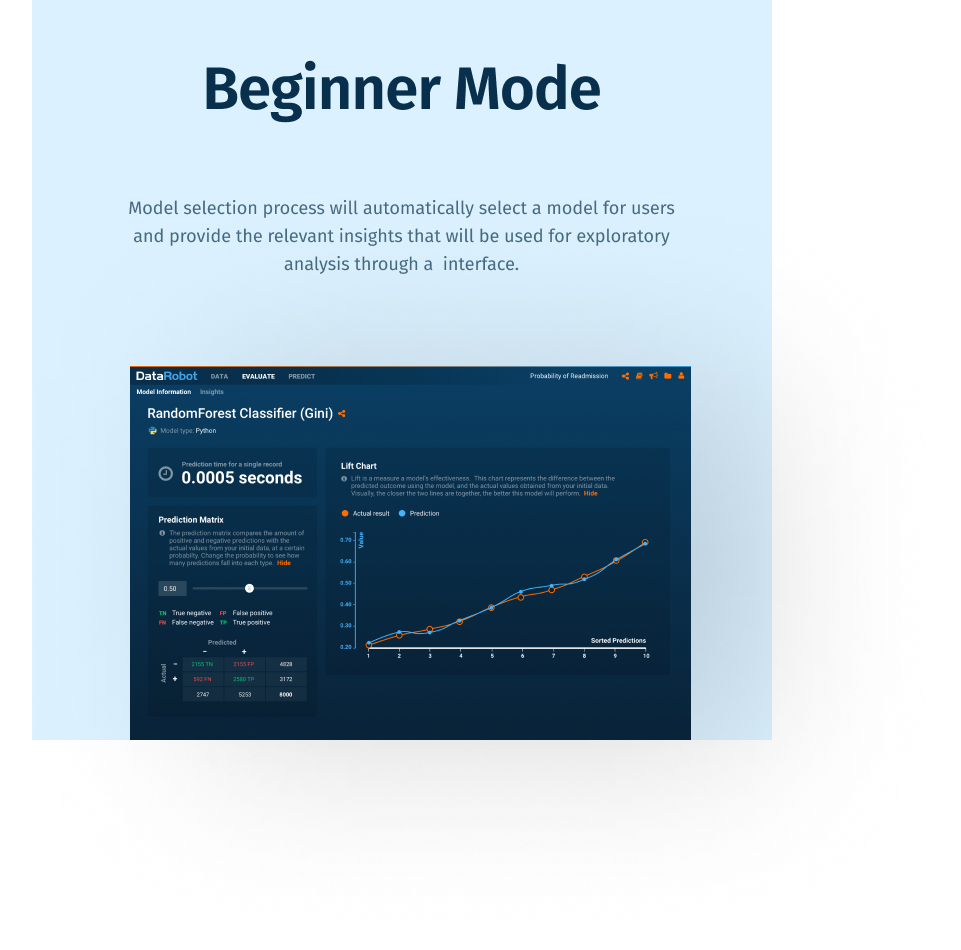 Beginner Mode
Model selection process will automatically select a model for users
and provide the relevant insights that will be used for exploratory
analysis through a  interface.
DataRobot DATA EVALUATE PREDICT Probability of Readmission
Model Information Insights
RandomForest Classifier (Gini)
Model type: Python
Prediction time for a single record
0.0005 seconds
Prediction Matrix
The prediction matrix compares the amount of
positive and negative predictions with the
actual values from your initial data, at a certain
probabilty. Change the probability to see how
many predictions fall into each type. Hide
0.50
TN True negative FP False positive
FN False negative TP True positive
Predicted
− +
Actual
− 2155 TN 2155 FP 4828
+ 592 FN 2580 TP 3172
2747 5253 8000
Lift Chart
Lift is a measure a model's effectiveness. This chart represents the difference between the
predicted outcome using the model, and the actual values obtained from your initial data.
Visually, the closer the two lines are together, the better this model will perform. Hide
Actual result Prediction
Value
0.70
0.60
0.50
0.40
0.30
0.20
Sorted Predictions
1 2 3 4 5 6 7 8 9 10